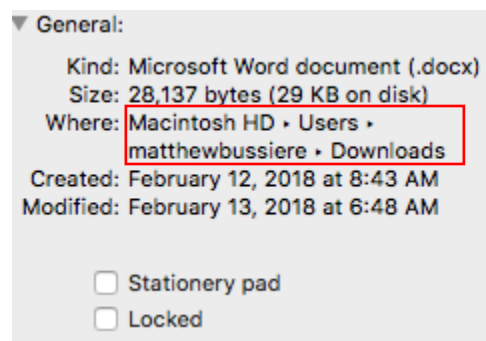 ▼ General:
Kind: Microsoft Word document (.docx)
Size: 28,137 bytes (29 KB on disk)
Where: Macintosh HD ▸ Users ▸
matthewbussiere ▸ Downloads
Created: February 12, 2018 at 8:43 AM
Modified: February 13, 2018 at 6:48 AM
Stationery pad
Locked